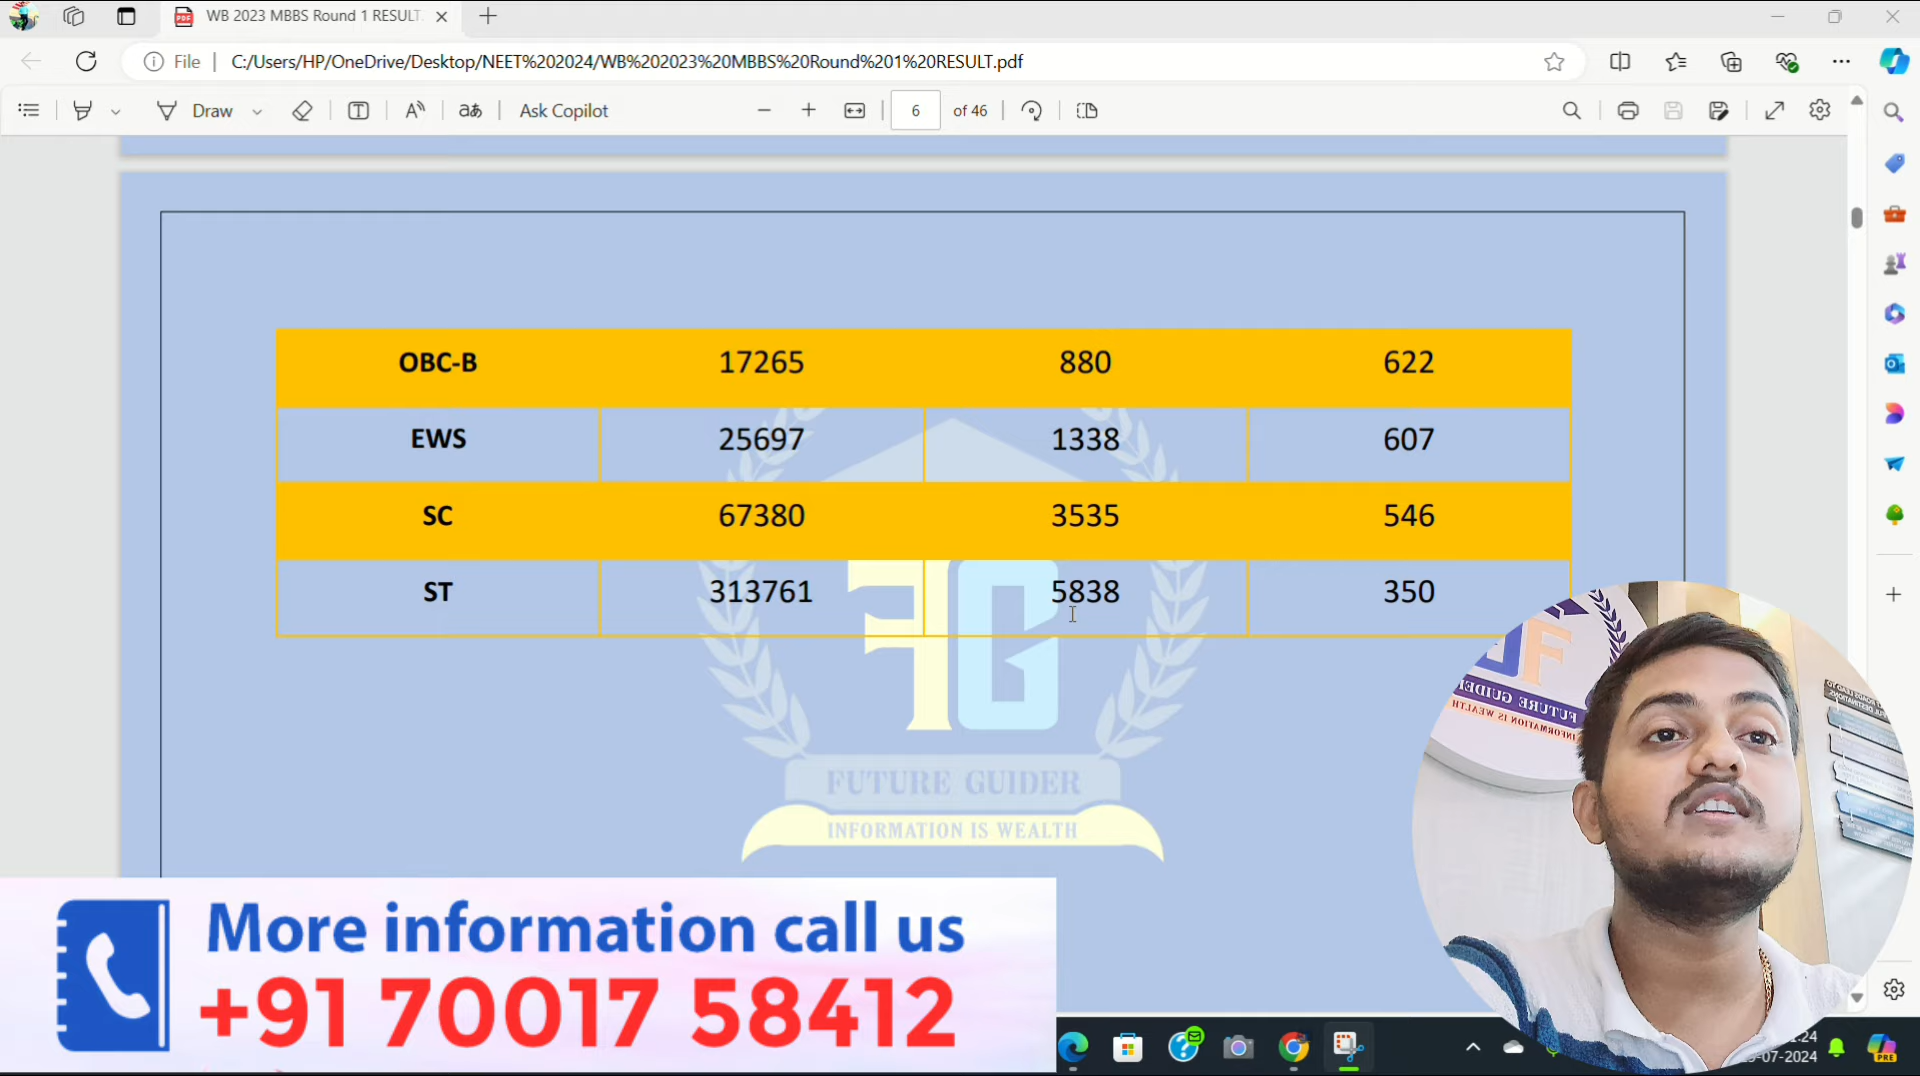 WB 2023 MBBS Round 1 RESULT
File
C:/Users/HP/OneDrive/Desktop/NEET%202024/WB%202023%20MBBS%20Round%201%20RESULT.pdf
Draw
Ask Copilot
6 of 46
OBC-B 17265 880 622
EWS 25697 1338 607
SC 67380 3535 546
ST 313761 5838 350
FG
FUTURE GUIDER
INFORMATION IS WEALTH
FUTURE GUIDER
INFORMATION IS WEALTH
More information call us
+91 70017 58412
PRE